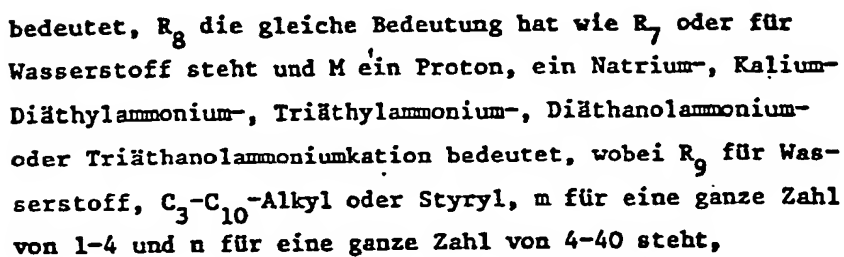 bedeutet, R₈ die gleiche Bedeutung hat wie R₇ oder für
Wasserstoff steht und M ein Proton, ein Natrium-, Kalium-
Diäthylammonium-, Triäthylammonium-, Diäthanolammonium-
oder Triäthanolammoniumkation bedeutet, wobei R₉ für Was-
serstoff, C₃-C₁₀-Alkyl oder Styryl, m für eine ganze Zahl
von 1-4 und n für eine ganze Zahl von 4-40 steht,